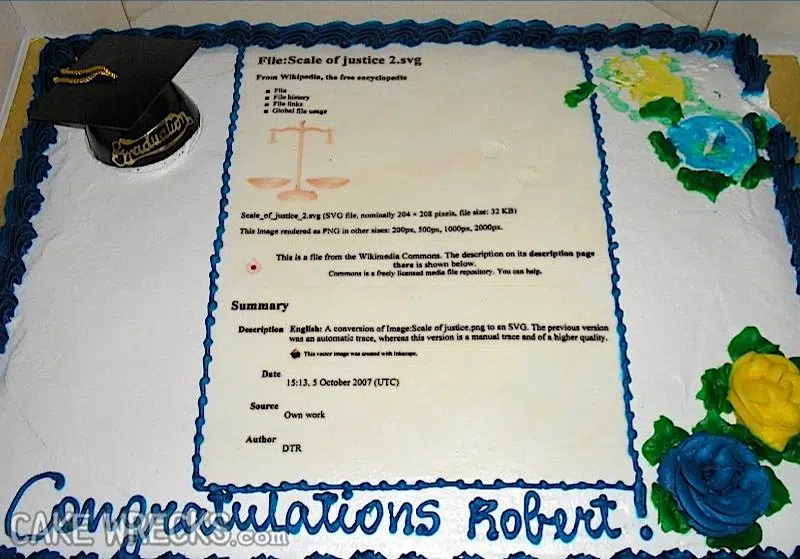 Graduation
File:Scale of justice 2.svg
From Wikipedia, the free encyclopedia
File
File history
File links
Global file usage
Scale_of_justice_2.svg (SVG file, nominally 204 × 208 pixels, file size: 32 KB)
This image rendered as PNG in other sizes: 200px, 500px, 1000px, 2000px.
This is a file from the Wikimedia Commons. The description on its description page
there is shown below.
Commons is a freely licensed media file repository. You can help.
Summary
Description English: A conversion of Image:Scale of justice.png to an SVG. The previous version
was an automatic trace, whereas this version is a manual trace and of a higher quality.
This vector image was created with Inkscape.
Date
15:13, 5 October 2007 (UTC)
Source
Own work
Author
DTR
Congratulations Robert!
CAKE WRECKS.com